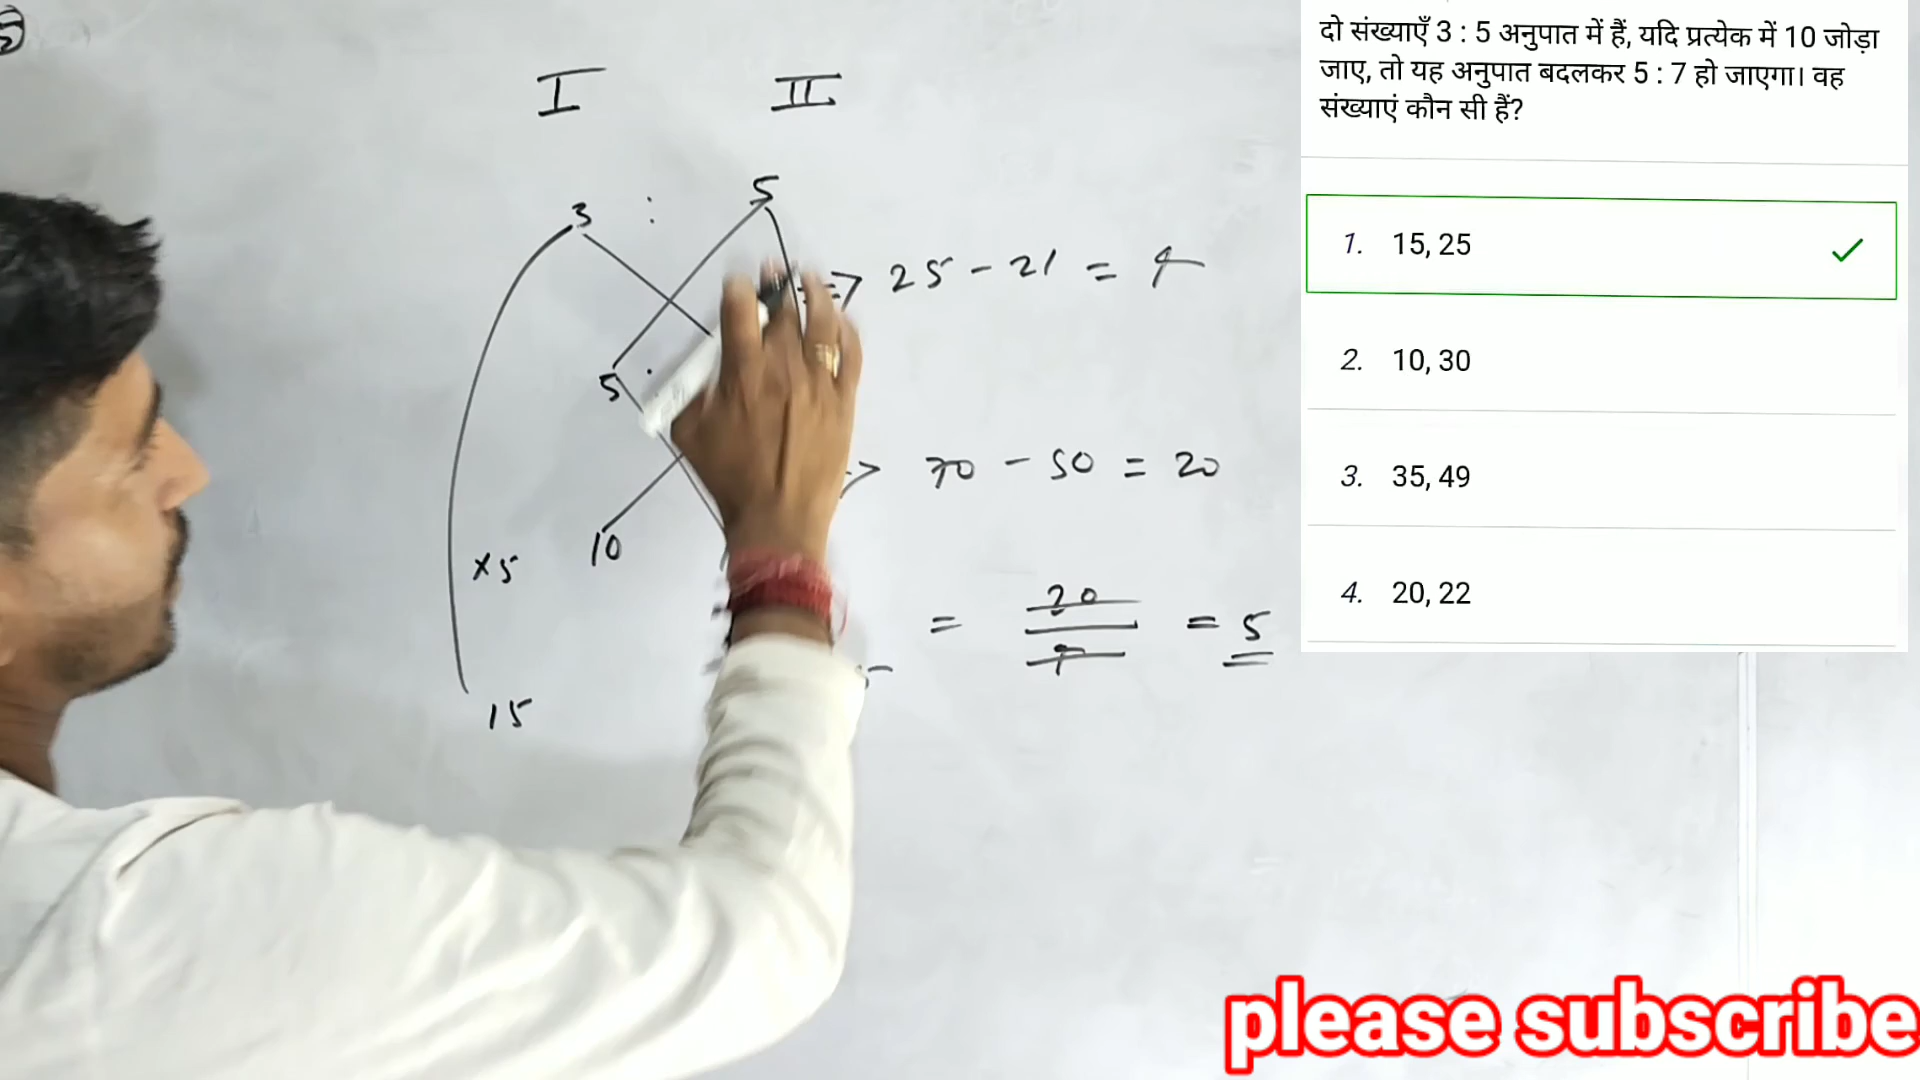 I II
3 : 5
=> 25 - 21 = 4
5 :
70 - 50 = 20
10
×5
= 20 / 4 = 5
15
दो संख्याएँ 3 : 5 अनुपात में हैं, यदि प्रत्येक में 10 जोड़ा
जाए, तो यह अनुपात बदलकर 5 : 7 हो जाएगा। वह
संख्याएं कौन सी हैं?
1. 15, 25
2. 10, 30
3. 35, 49
4. 20, 22
please subscribe